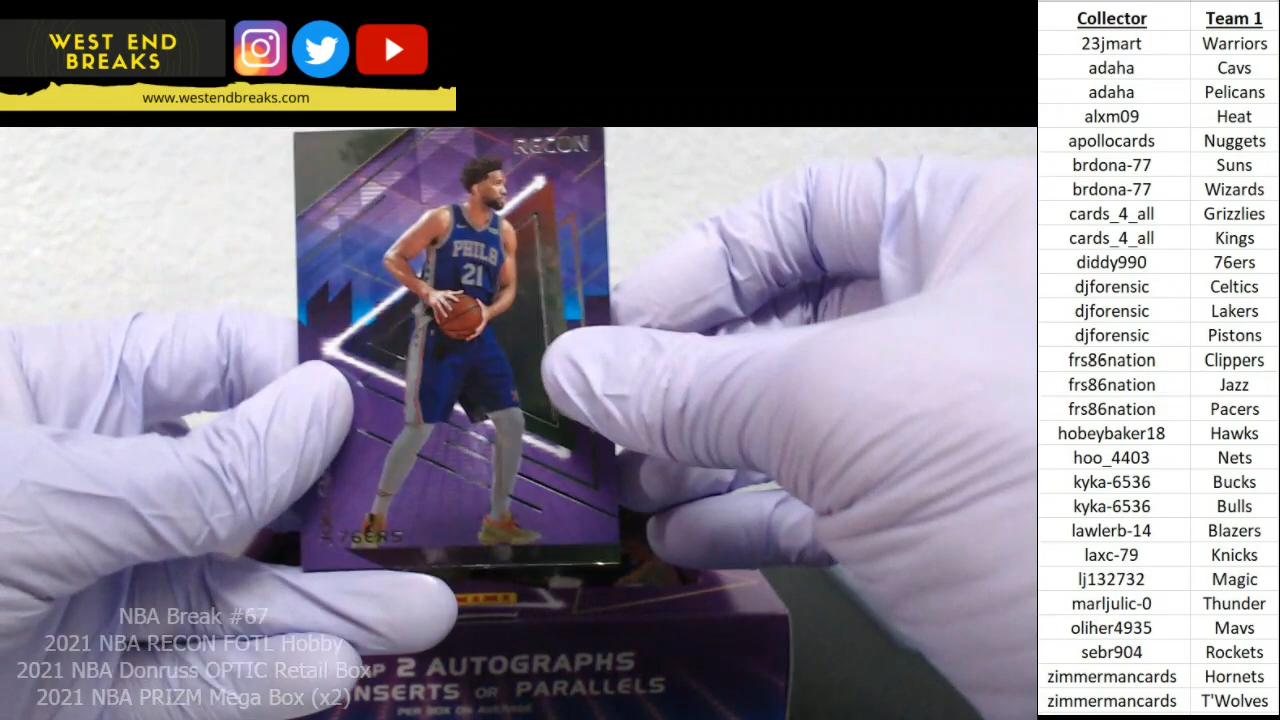 WEST END
BREAKS
www.westendbreaks.com
RECON
PHILA
21
76ERS
NBA Break #67
2021 NBA RECON FOTL Hobby
2021 NBA Donruss OPTIC Retail Box
2021 NBA PRIZM Mega Box (x2)
PANINI
2 AUTOGRAPHS
INSERTS OR PARALLELS
PER BOX ON AVERAGE
Collector Team 1
23jmart Warriors
adaha Cavs
adaha Pelicans
alxm09 Heat
apollocards Nuggets
brdona-77 Suns
brdona-77 Wizards
cards_4_all Grizzlies
cards_4_all Kings
diddy990 76ers
djforensic Celtics
djforensic Lakers
djforensic Pistons
frs86nation Clippers
frs86nation Jazz
frs86nation Pacers
hobeybaker18 Hawks
hoo_4403 Nets
kyka-6536 Bucks
kyka-6536 Bulls
lawlerb-14 Blazers
laxc-79 Knicks
lj132732 Magic
marljulic-0 Thunder
oliher4935 Mavs
sebr904 Rockets
zimmermancards Hornets
zimmermancards T'Wolves